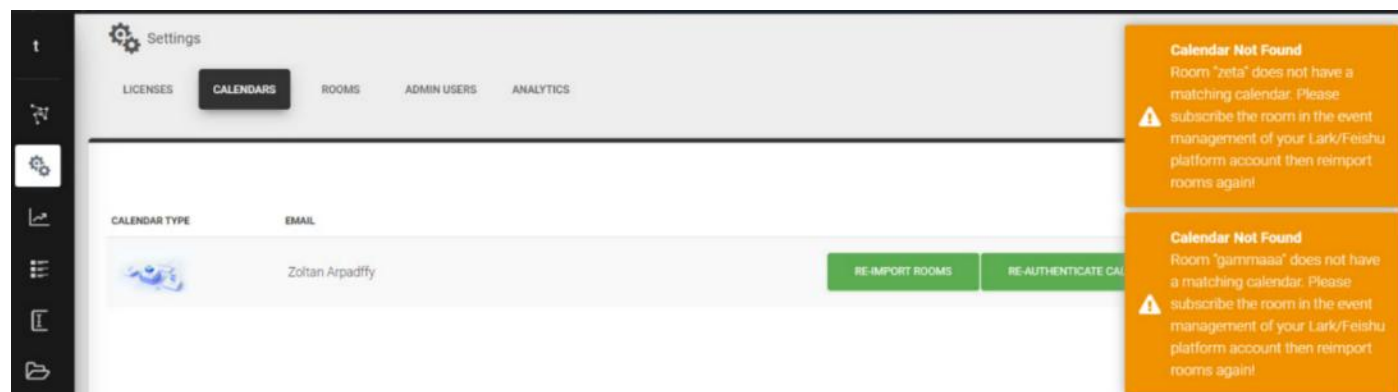 t
Settings
LICENSES CALENDARS ROOMS ADMIN USERS ANALYTICS
CALENDAR TYPE EMAIL
Zoltan Arpadffy
RE-IMPORT ROOMS RE-AUTHENTICATE CAL
Calendar Not Found
Room "zeta" does not have a
matching calendar. Please
subscribe the room in the event
management of your Lark/Feishu
platform account then reimport
rooms again!
Calendar Not Found
Room "gammaaa" does not have
a matching calendar. Please
subscribe the room in the event
management of your Lark/Feishu
platform account then reimport
rooms again!